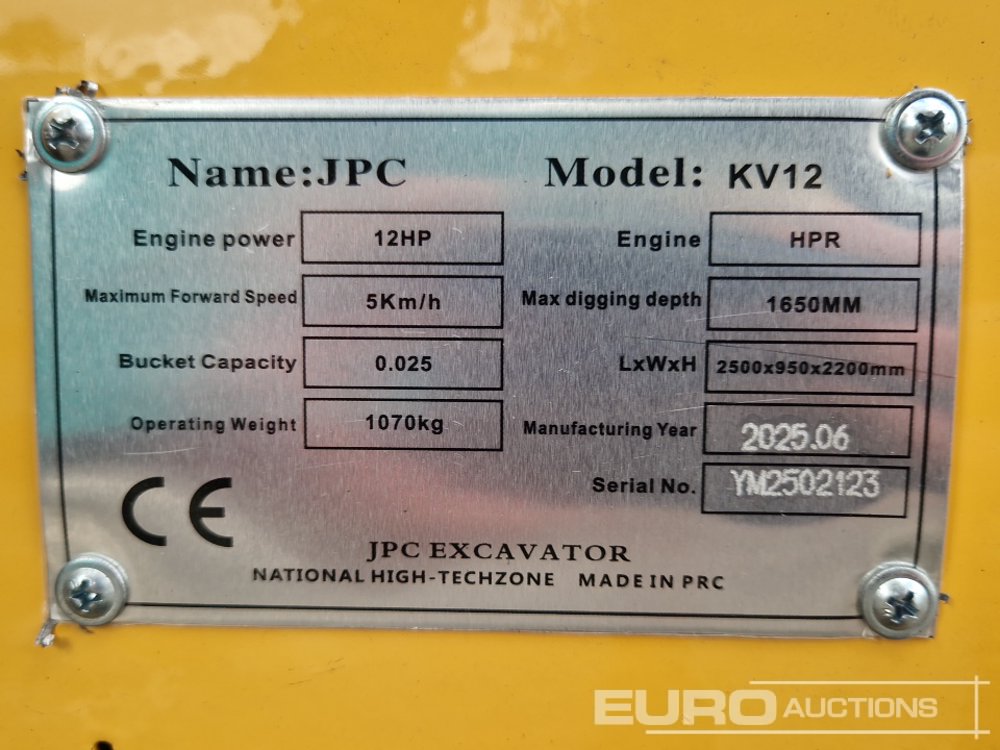 Name:JPC Model: KV12
Engine power 12HP Engine HPR
Maximum Forward Speed 5Km/h Max digging depth 1650MM
Bucket Capacity 0.025 LxWxH 2500x950x2200mm
Operating Weight 1070kg Manufacturing Year 2025.06
Serial No. YM2502123
CE
JPC EXCAVATOR
NATIONAL HIGH-TECHZONE MADE IN PRC
EURO AUCTIONS